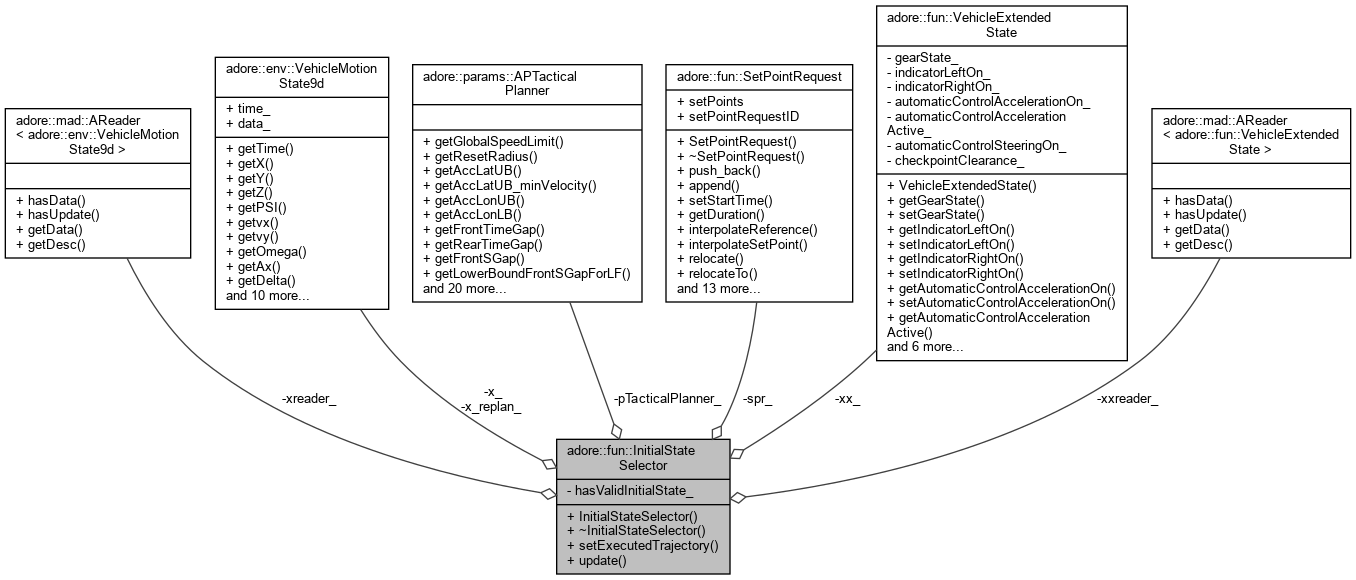 adore::mad::AReader
< adore::env::VehicleMotion
State9d >
+ hasData()
+ hasUpdate()
+ getData()
+ getDesc()
adore::env::VehicleMotion
State9d
+ time_
+ data_
+ getTime()
+ getX()
+ getY()
+ getZ()
+ getPSI()
+ getvx()
+ getvy()
+ getOmega()
+ getAx()
+ getDelta()
and 10 more...
adore::params::APTactical
Planner
+ getGlobalSpeedLimit()
+ getResetRadius()
+ getAccLatUB()
+ getAccLatUB_minVelocity()
+ getAccLonUB()
+ getAccLonLB()
+ getFrontTimeGap()
+ getRearTimeGap()
+ getFrontSGap()
+ getLowerBoundFrontSGapForLF()
and 20 more...
adore::fun::SetPointRequest
+ setPoints
+ setPointRequestID
+ SetPointRequest()
+ ~SetPointRequest()
+ push_back()
+ append()
+ setStartTime()
+ getDuration()
+ interpolateReference()
+ interpolateSetPoint()
+ relocate()
+ relocateTo()
and 13 more...
adore::fun::VehicleExtended
State
- gearState_
- indicatorLeftOn_
- indicatorRightOn_
- automaticControlAccelerationOn_
- automaticControlAcceleration
Active_
- automaticControlSteeringOn_
- checkpointClearance_
+ VehicleExtendedState()
+ getGearState()
+ setGearState()
+ getIndicatorLeftOn()
+ setIndicatorLeftOn()
+ getIndicatorRightOn()
+ setIndicatorRightOn()
+ getAutomaticControlAccelerationOn()
+ setAutomaticControlAccelerationOn()
+ getAutomaticControlAcceleration
Active()
and 6 more...
adore::mad::AReader
< adore::fun::VehicleExtended
State >
+ hasData()
+ hasUpdate()
+ getData()
+ getDesc()
-xreader_
-x_
-x_replan_
-pTacticalPlanner_
-spr_
-xx_
-xxreader_
adore::fun::InitialState
Selector
- hasValidInitialState_
+ InitialStateSelector()
+ ~InitialStateSelector()
+ setExecutedTrajectory()
+ update()